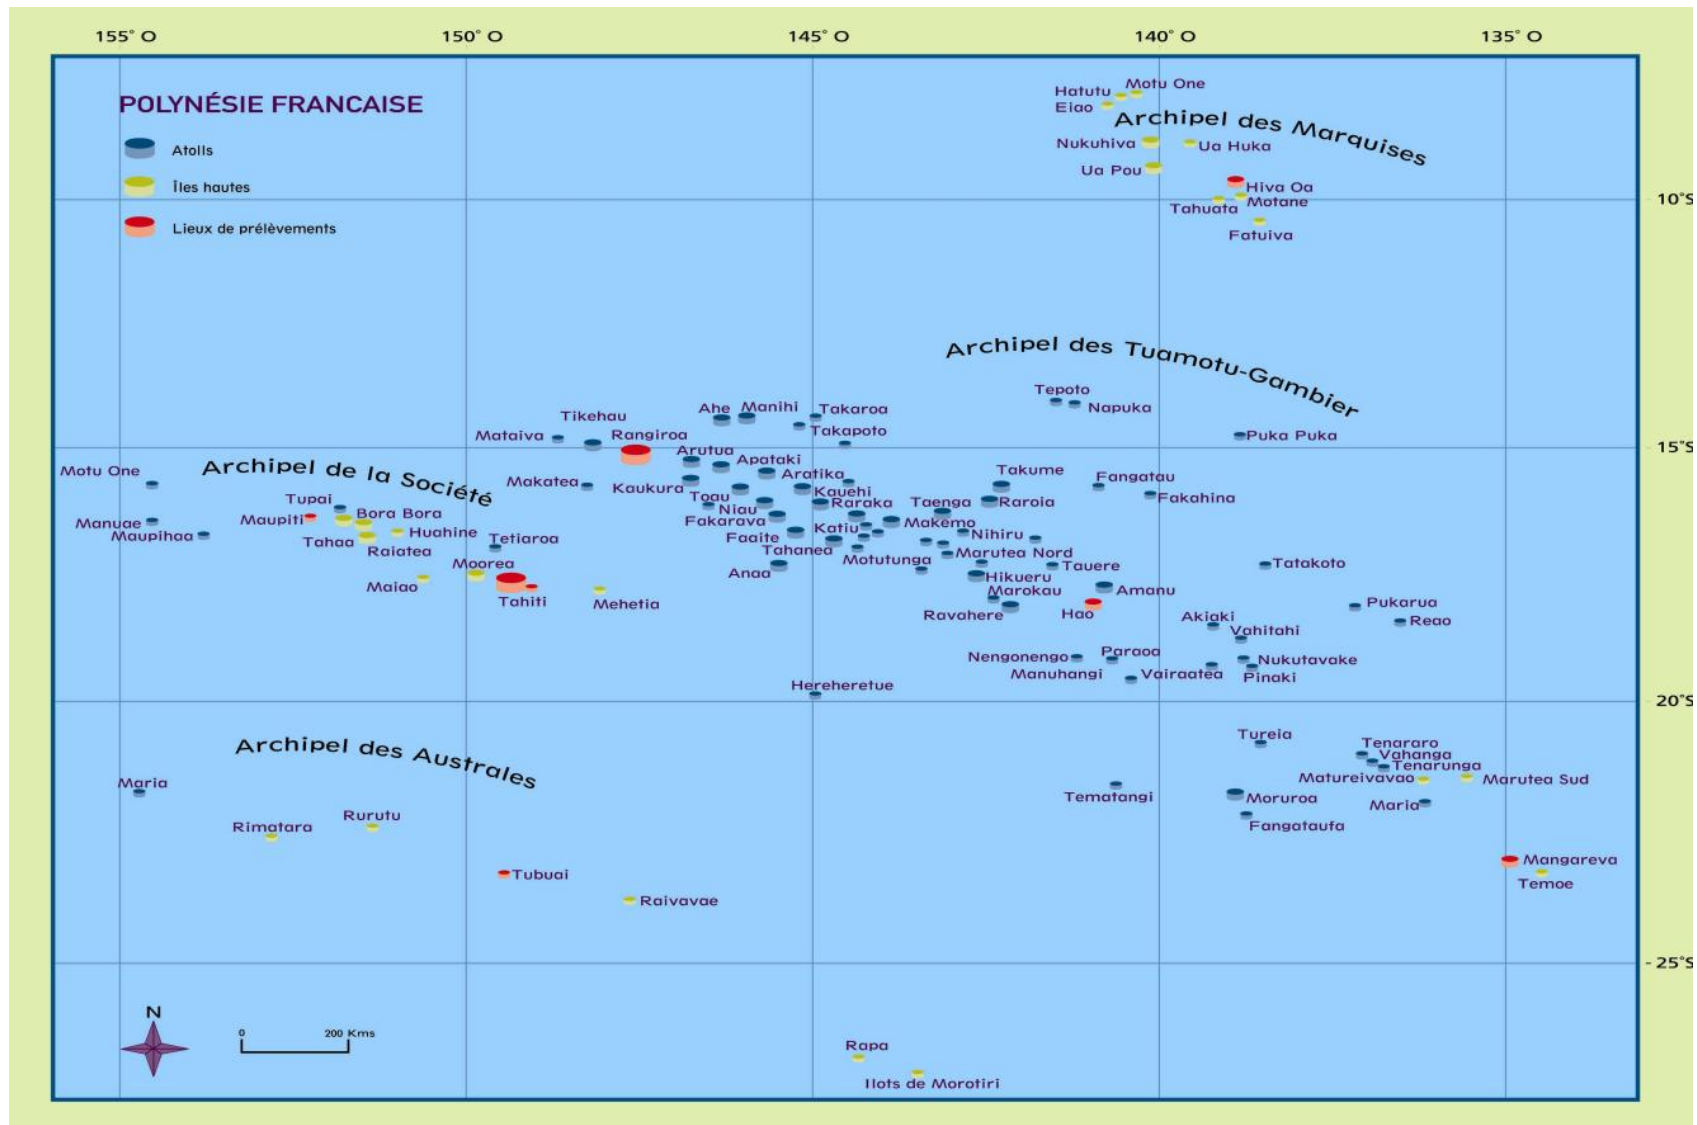 155° O
150° O
145° O
140° O
135° O
POLYNÉSIE FRANCAISE
Atolls
Îles hautes
Lieux de prélèvements
Motu One
Hatutu
Eiao
Archipel des Marquises
Nukuhiva
Ua Huka
Ua Pou
Hiva Oa
Motane
Tahuata
Fatuiva
10°S
Archipel des Tuamotu-Gambier
Tepoto
Napuka
Puka Puka
Ahe
Manihi
Takaroa
Takapoto
Tikehau
Mataiva
Rangiroa
15°S
Arutua
Apataki
Aratika
Makatea
Kaukura
Toau
Kauehi
Niau
Raraka
Taenga
Takume
Raroia
Fangatau
Fakahina
Fakarava
Faaite
Katiu
Makemo
Nihiru
Tahanea
Motutunga
Marutea Nord
Tauere
Anaa
Hikueru
Marokau
Ravahere
Amanu
Hao
Tatakoto
Pukarua
Reao
Akiaki
Vahitahi
Nengonengo
Paraoa
Manuhangi
Vairaatea
Nukutavake
Pinaki
Hereheretue
Archipel de la Société
Motu One
Manuae
Maupihaa
Tupai
Maupiti
Bora Bora
Huahine
Tahaa
Raiatea
Tetiaroa
Moorea
Maiao
Tahiti
Mehetia
20°S
Archipel des Australes
Maria
Rimatara
Rurutu
Tubuai
Raivavae
Tureia
Tenararo
Vahanga
Tenarunga
Matureivavao
Marutea Sud
Tematangi
Moruroa
Maria
Fangataufa
Mangareva
Temoe
- 25°S
N
0
200 Kms
Rapa
Ilots de Morotiri